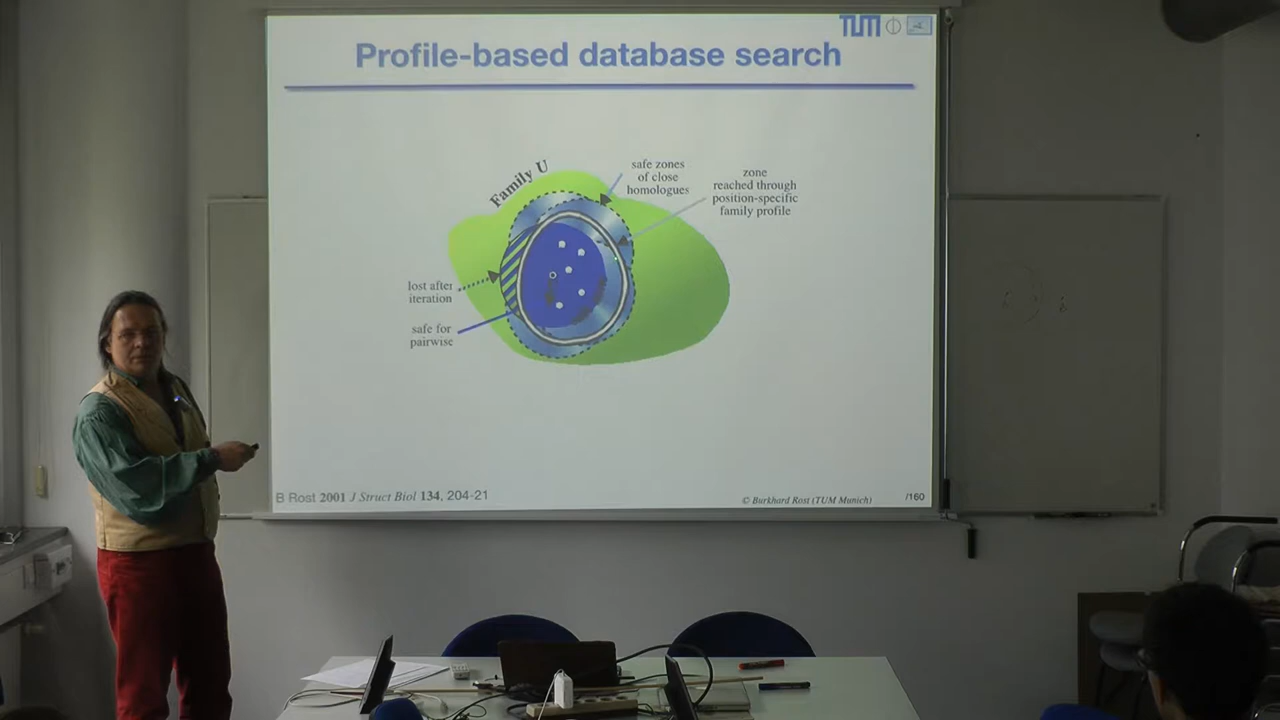 TUM
Profile-based database search
Family U
safe zones
of close
homologues
zone
reached through
position-specific
family profile
lost after
iteration
safe for
pairwise
B Rost 2001 J Struct Biol 134, 204-21
© Burkhard Rost (TUM Munich)
/160